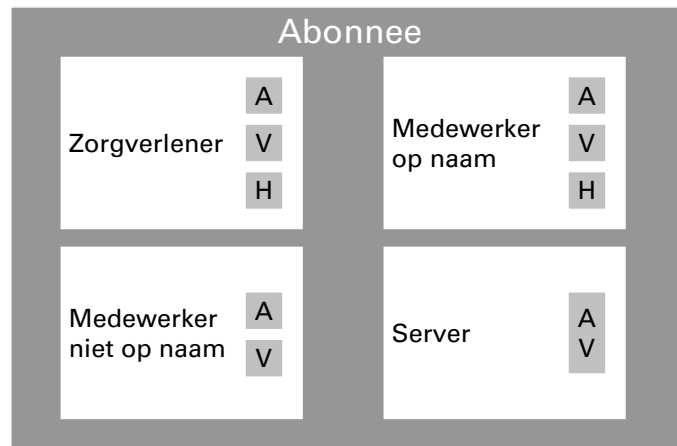 Abonnee
Zorgverlener
A
V
H
Medewerker
op naam
A
V
H
Medewerker
niet op naam
A
V
Server
A
V